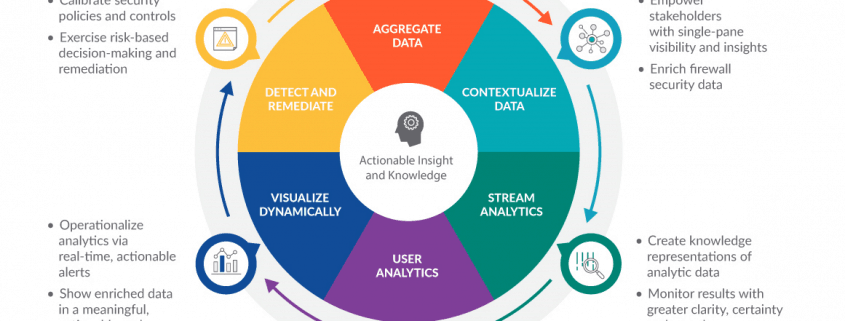 • Calibrate security
policies and controls
• Exercise risk-based
decision-making and
remediation
AGGREGATE
DATA
• Empower
stakeholders
with single-pane
visibility and insights
• Enrich firewall
security data
DETECT AND
REMEDIATE
CONTEXTUALIZE
DATA
Actionable Insight
and Knowledge
VISUALIZE
DYNAMICALLY
STREAM
ANALYTICS
USER
ANALYTICS
• Operationalize
analytics via
real-time, actionable
alerts
• Show enriched data
in a meaningful,
• Create knowledge
representations of
analytic data
• Monitor results with
greater clarity, certainty